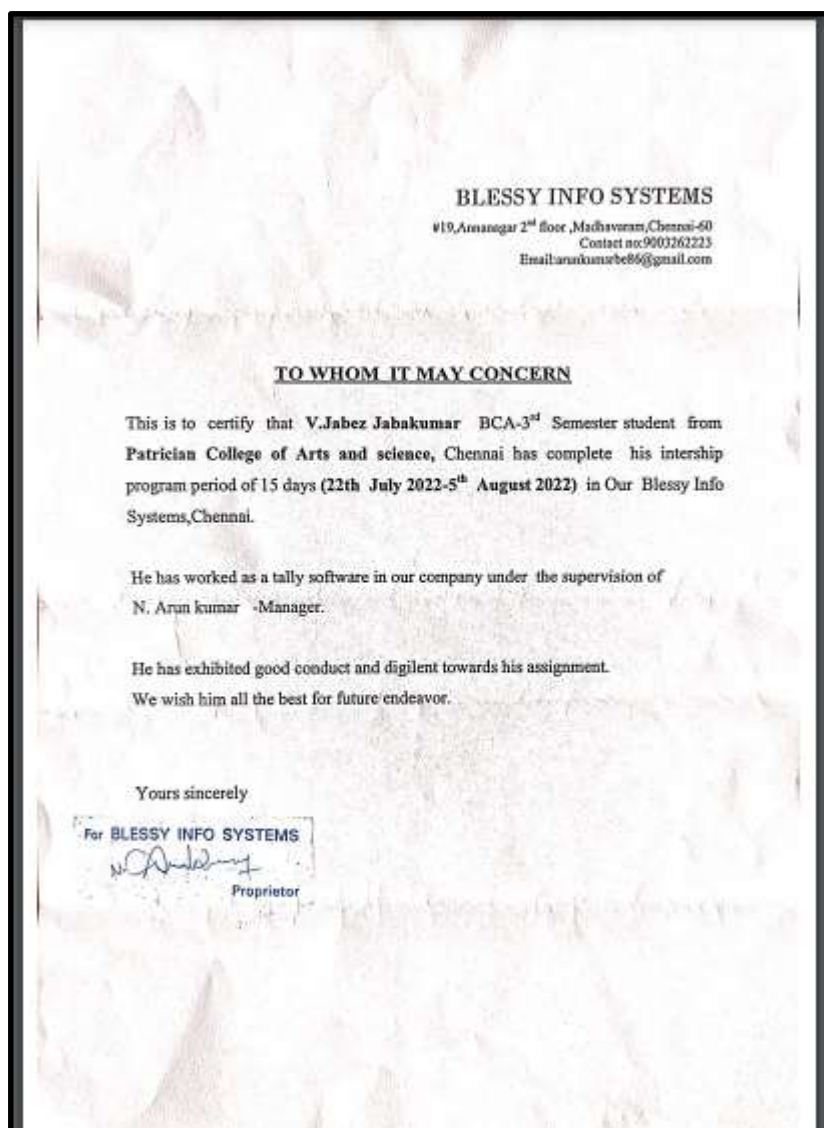 BLESSY INFO SYSTEMS
#19,Annanagar 2nd floor ,Madhavaram,Chennai-60
Contact no:9003262223
Email:arunkumarbe86@gmail.com
TO WHOM IT MAY CONCERN
This is to certify that V.Jabez Jabakumar BCA-3rd Semester student from
Patrician College of Arts and science, Chennai has complete his intership
program period of 15 days (22th July 2022-5th August 2022) in Our Blessy Info
Systems,Chennai.
He has worked as a tally software in our company under the supervision of
N. Arun kumar -Manager.
He has exhibited good conduct and digilent towards his assignment.
We wish him all the best for future endeavor.
Yours sincerely
For BLESSY INFO SYSTEMS
Proprietor